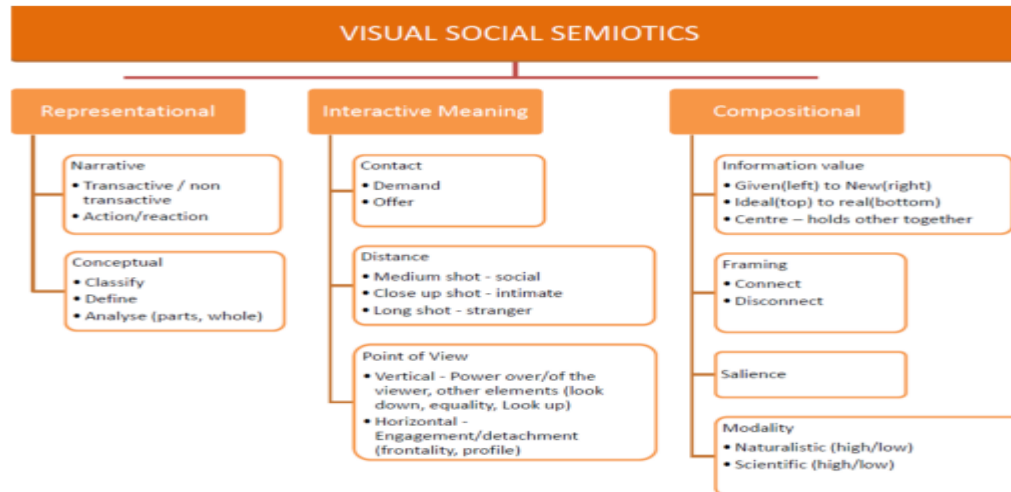 VISUAL SOCIAL SEMIOTICS
Representational
Narrative
• Transactive / non
transactive
• Action/reaction
Conceptual
• Classify
• Define
• Analyse (parts, whole)
Interactive Meaning
Contact
• Demand
• Offer
Distance
• Medium shot - social
• Close up shot - intimate
• Long shot - stranger
Point of View
• Vertical - Power over/of the
viewer, other elements (look
down, equality, Look up)
• Horizontal -
Engagement/detachment
(frontality, profile)
Compositional
Information value
• Given(left) to New(right)
• Ideal(top) to real(bottom)
• Centre – holds other together
Framing
• Connect
• Disconnect
Salience
Modality
• Naturalistic (high/low)
• Scientific (high/low)